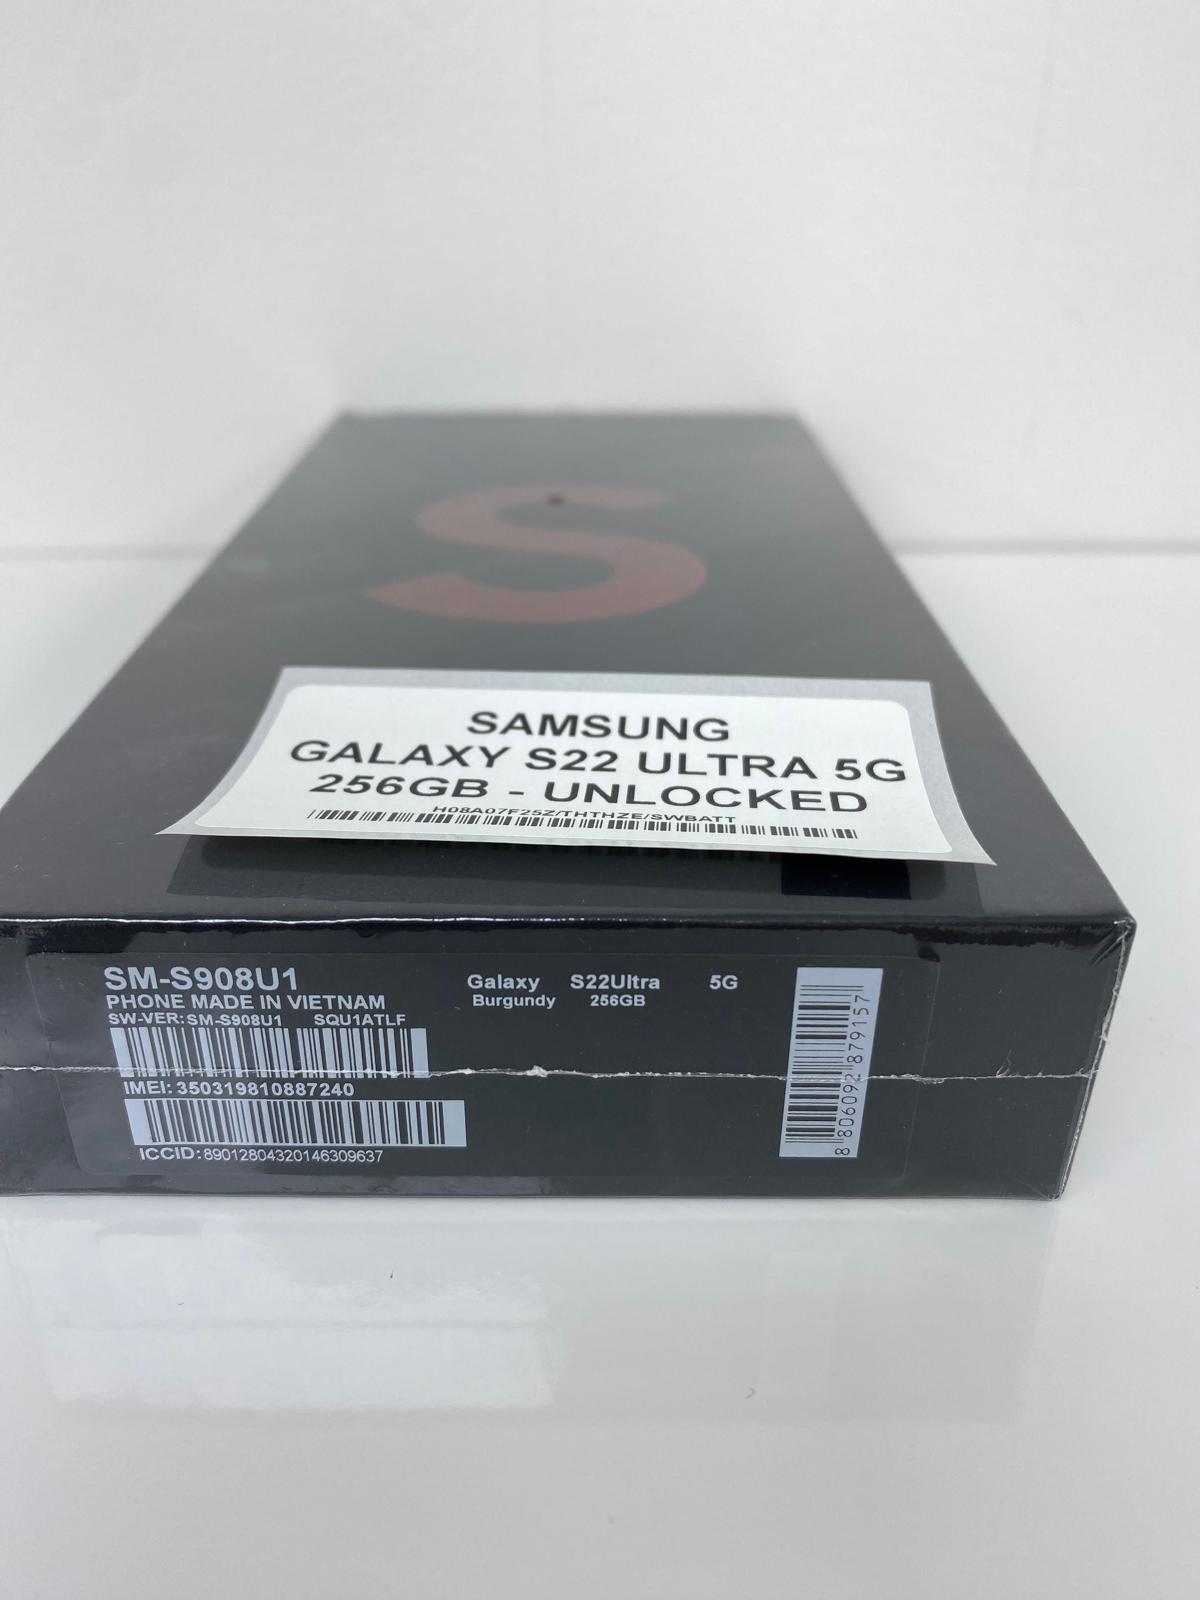 S
SAMSUNG
GALAXY S22 ULTRA 5G
256GB - UNLOCKED
H08A07F25Z/THTHZE/SWBATT
SM-S908U1
PHONE MADE IN VIETNAM
SW-VER:SM-S908U1 SQU1ATLF
IMEI: 350319810887240
ICCID:89012804320146309637
Galaxy S22Ultra 5G
Burgundy 256GB
8 806092 879157